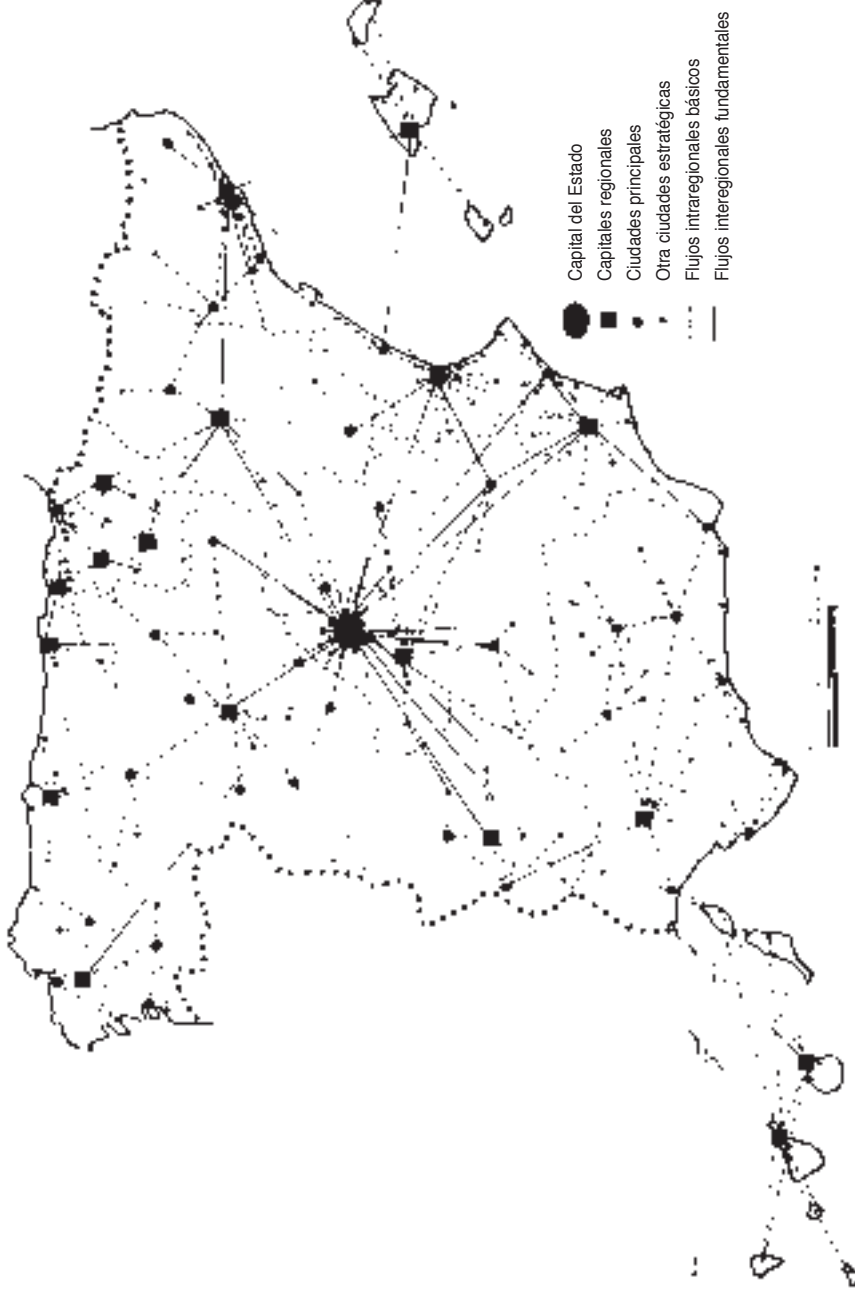 Capital del Estado
Capitales regionales
Ciudades principales
Otra ciudades estratégicas
Flujos intraregionales básicos
Flujos interegionales fundamentales